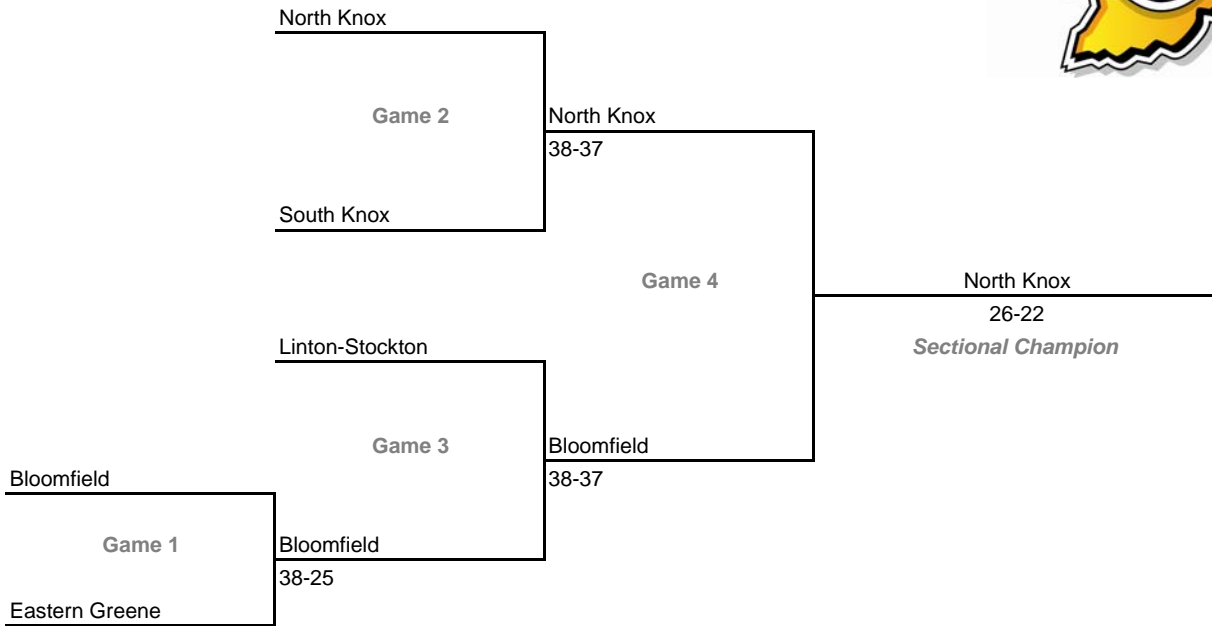 North Knox
Game 2
North Knox
38-37
South Knox
Game 4
North Knox
26-22
Linton-Stockton
Sectional Champion
Game 3
Bloomfield
Bloomfield
38-37
Game 1
Bloomfield
38-25
Eastern Greene